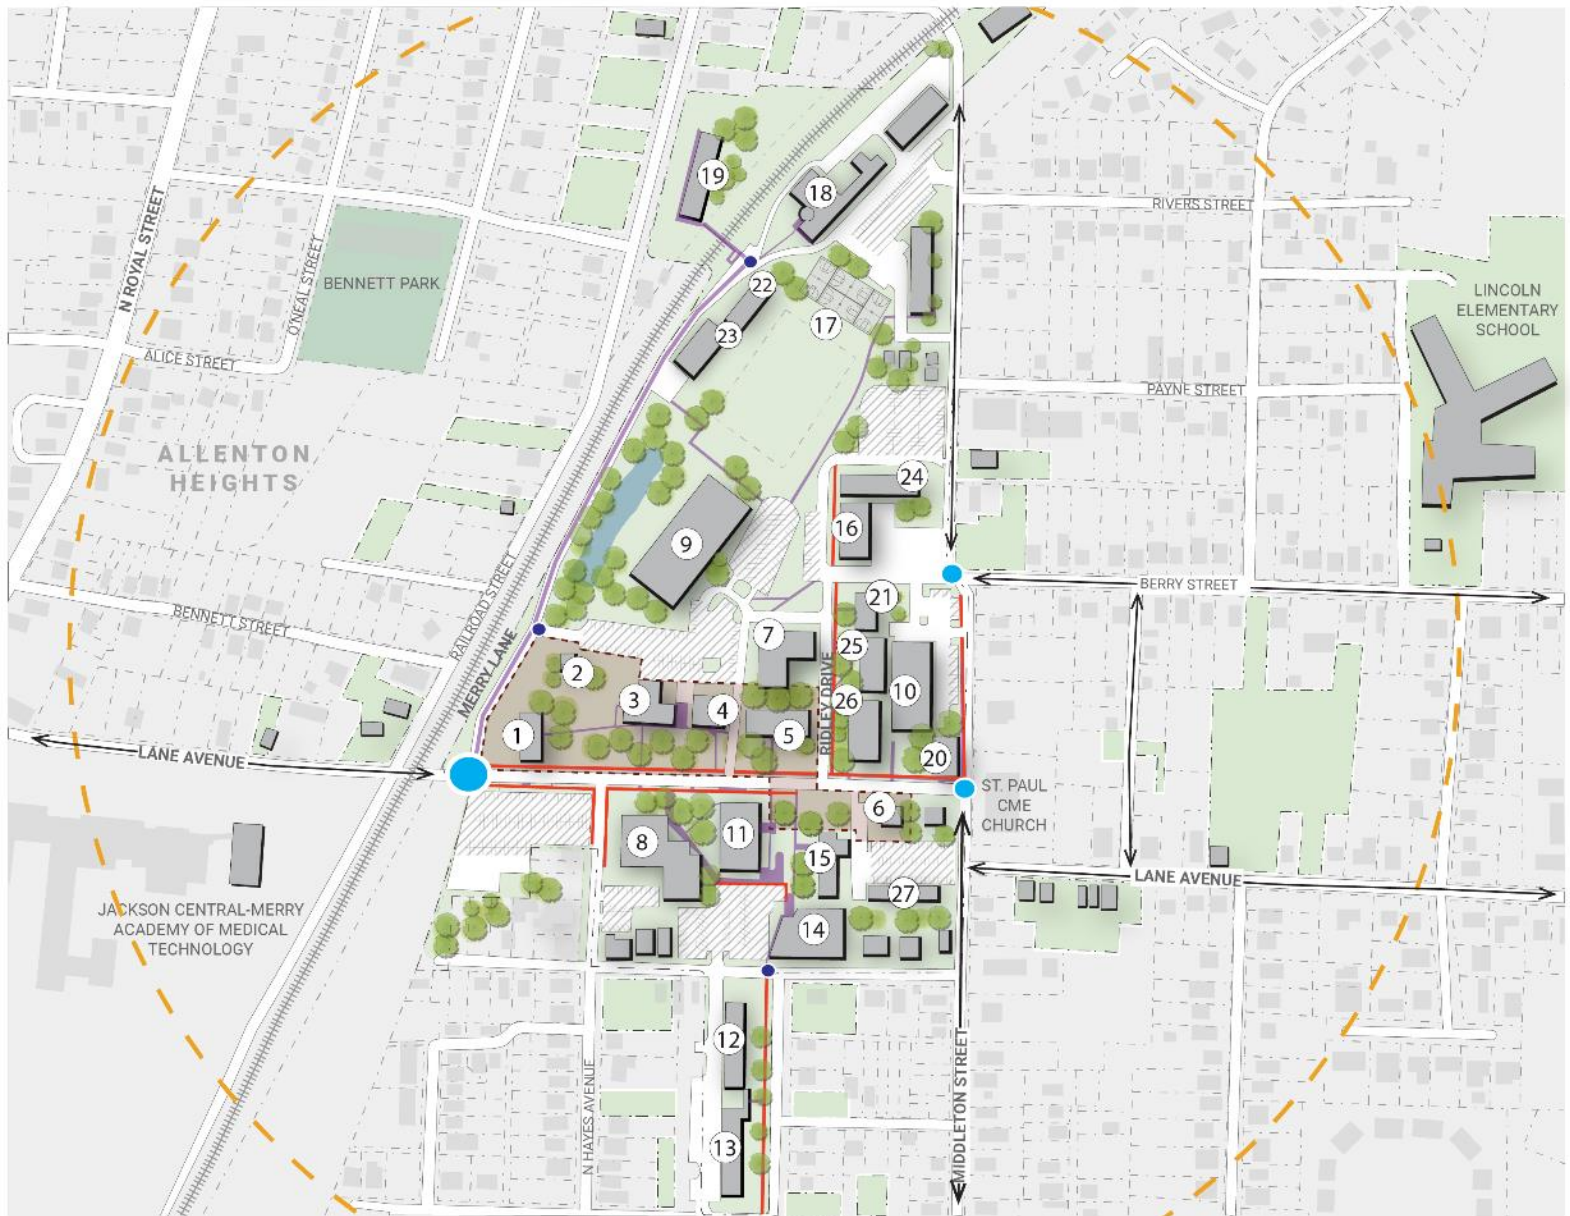 19
18
RIVERS STREET
N ROYAL STREET
O'NEAL STREET
BENNETT PARK
22
LINCOLN
ELEMENTARY
SCHOOL
17
23
ALICE STREET
PAYNE STREET
ALLENTON
HEIGHTS
24
16
9
BERRY STREET
21
BENNETT STREET
RAILROAD STREET
7
25
MERRY LANE
2
3
4
5
26
10
RIDLEY DRIVE
1
20
LANE AVENUE
ST. PAUL
CME
CHURCH
6
8
11
15
27
LANE AVENUE
JACKSON CENTRAL-MERRY
ACADEMY OF MEDICAL
TECHNOLOGY
14
12
N HAYES AVENUE
MIDDLETON STREET
13